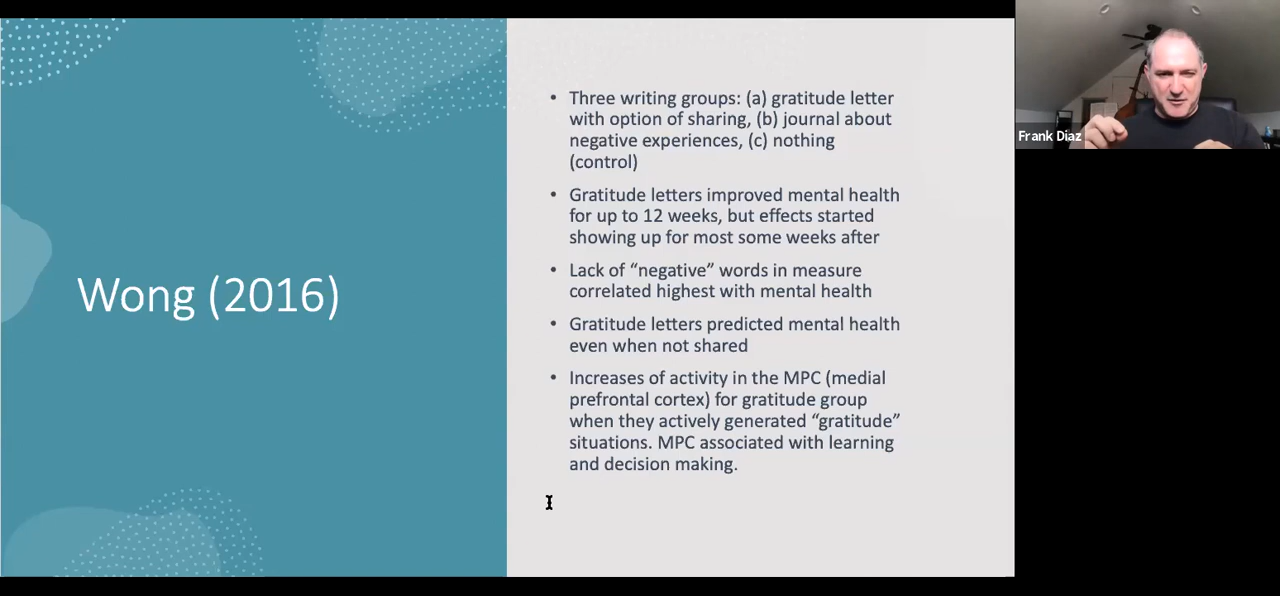 Wong (2016)
• Three writing groups: (a) gratitude letter
with option of sharing, (b) journal about
negative experiences, (c) nothing
(control)
• Gratitude letters improved mental health
for up to 12 weeks, but effects started
showing up for most some weeks after
• Lack of “negative” words in measure
correlated highest with mental health
• Gratitude letters predicted mental health
even when not shared
• Increases of activity in the MPC (medial
prefrontal cortex) for gratitude group
when they actively generated “gratitude”
situations. MPC associated with learning
and decision making.
Frank Diaz